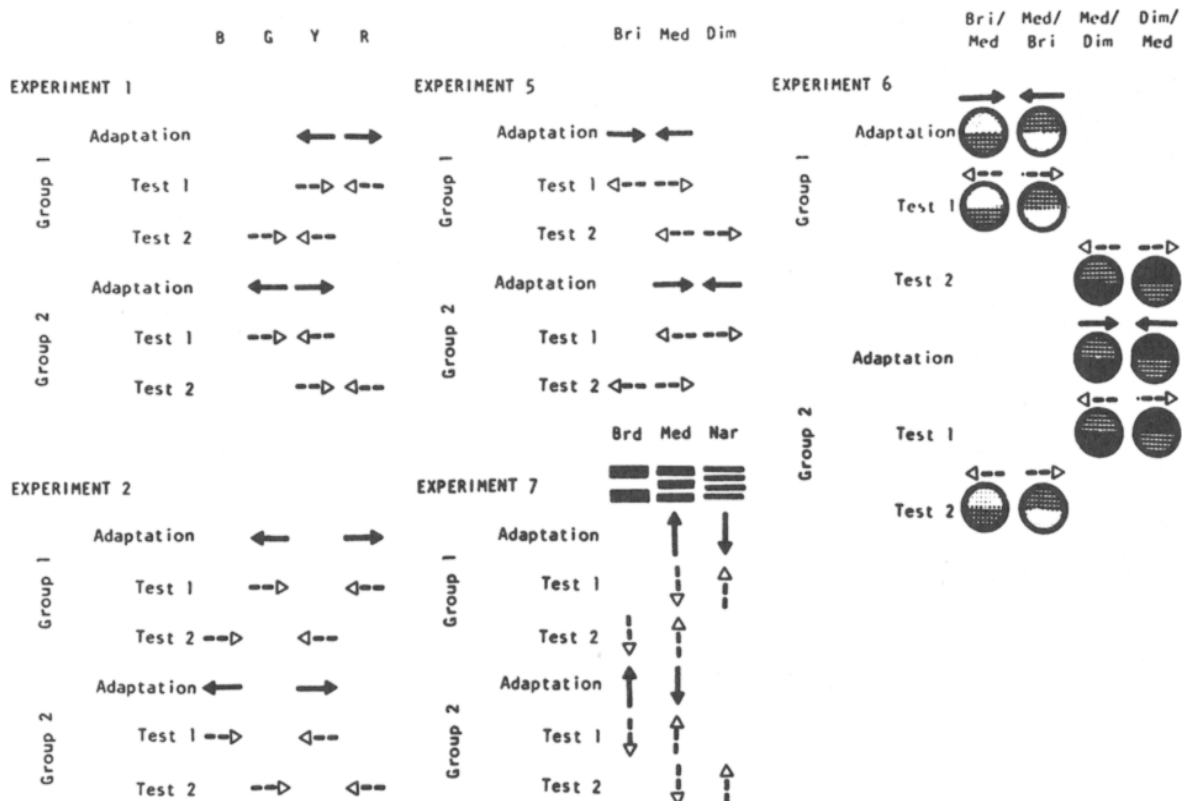 B G Y R
EXPERIMENT 1
Group 1
Adaptation
Test 1
Test 2
Group 2
Adaptation
Test 1
Test 2
EXPERIMENT 2
Group 1
Adaptation
Test 1
Test 2
Group 2
Adaptation
Test 1
Test 2
Bri Med Dim
EXPERIMENT 5
Group 1
Adaptation
Test 1
Test 2
Group 2
Adaptation
Test 1
Test 2
Brd Med Nar
EXPERIMENT 7
Group 1
Adaptation
Test 1
Test 2
Group 2
Adaptation
Test 1
Test 2
Bri/ Med/ Med/ Dim/
Med Bri Dim Med
EXPERIMENT 6
Group 1
Adaptation
Test 1
Test 2
Group 2
Adaptation
Test 1
Test 2